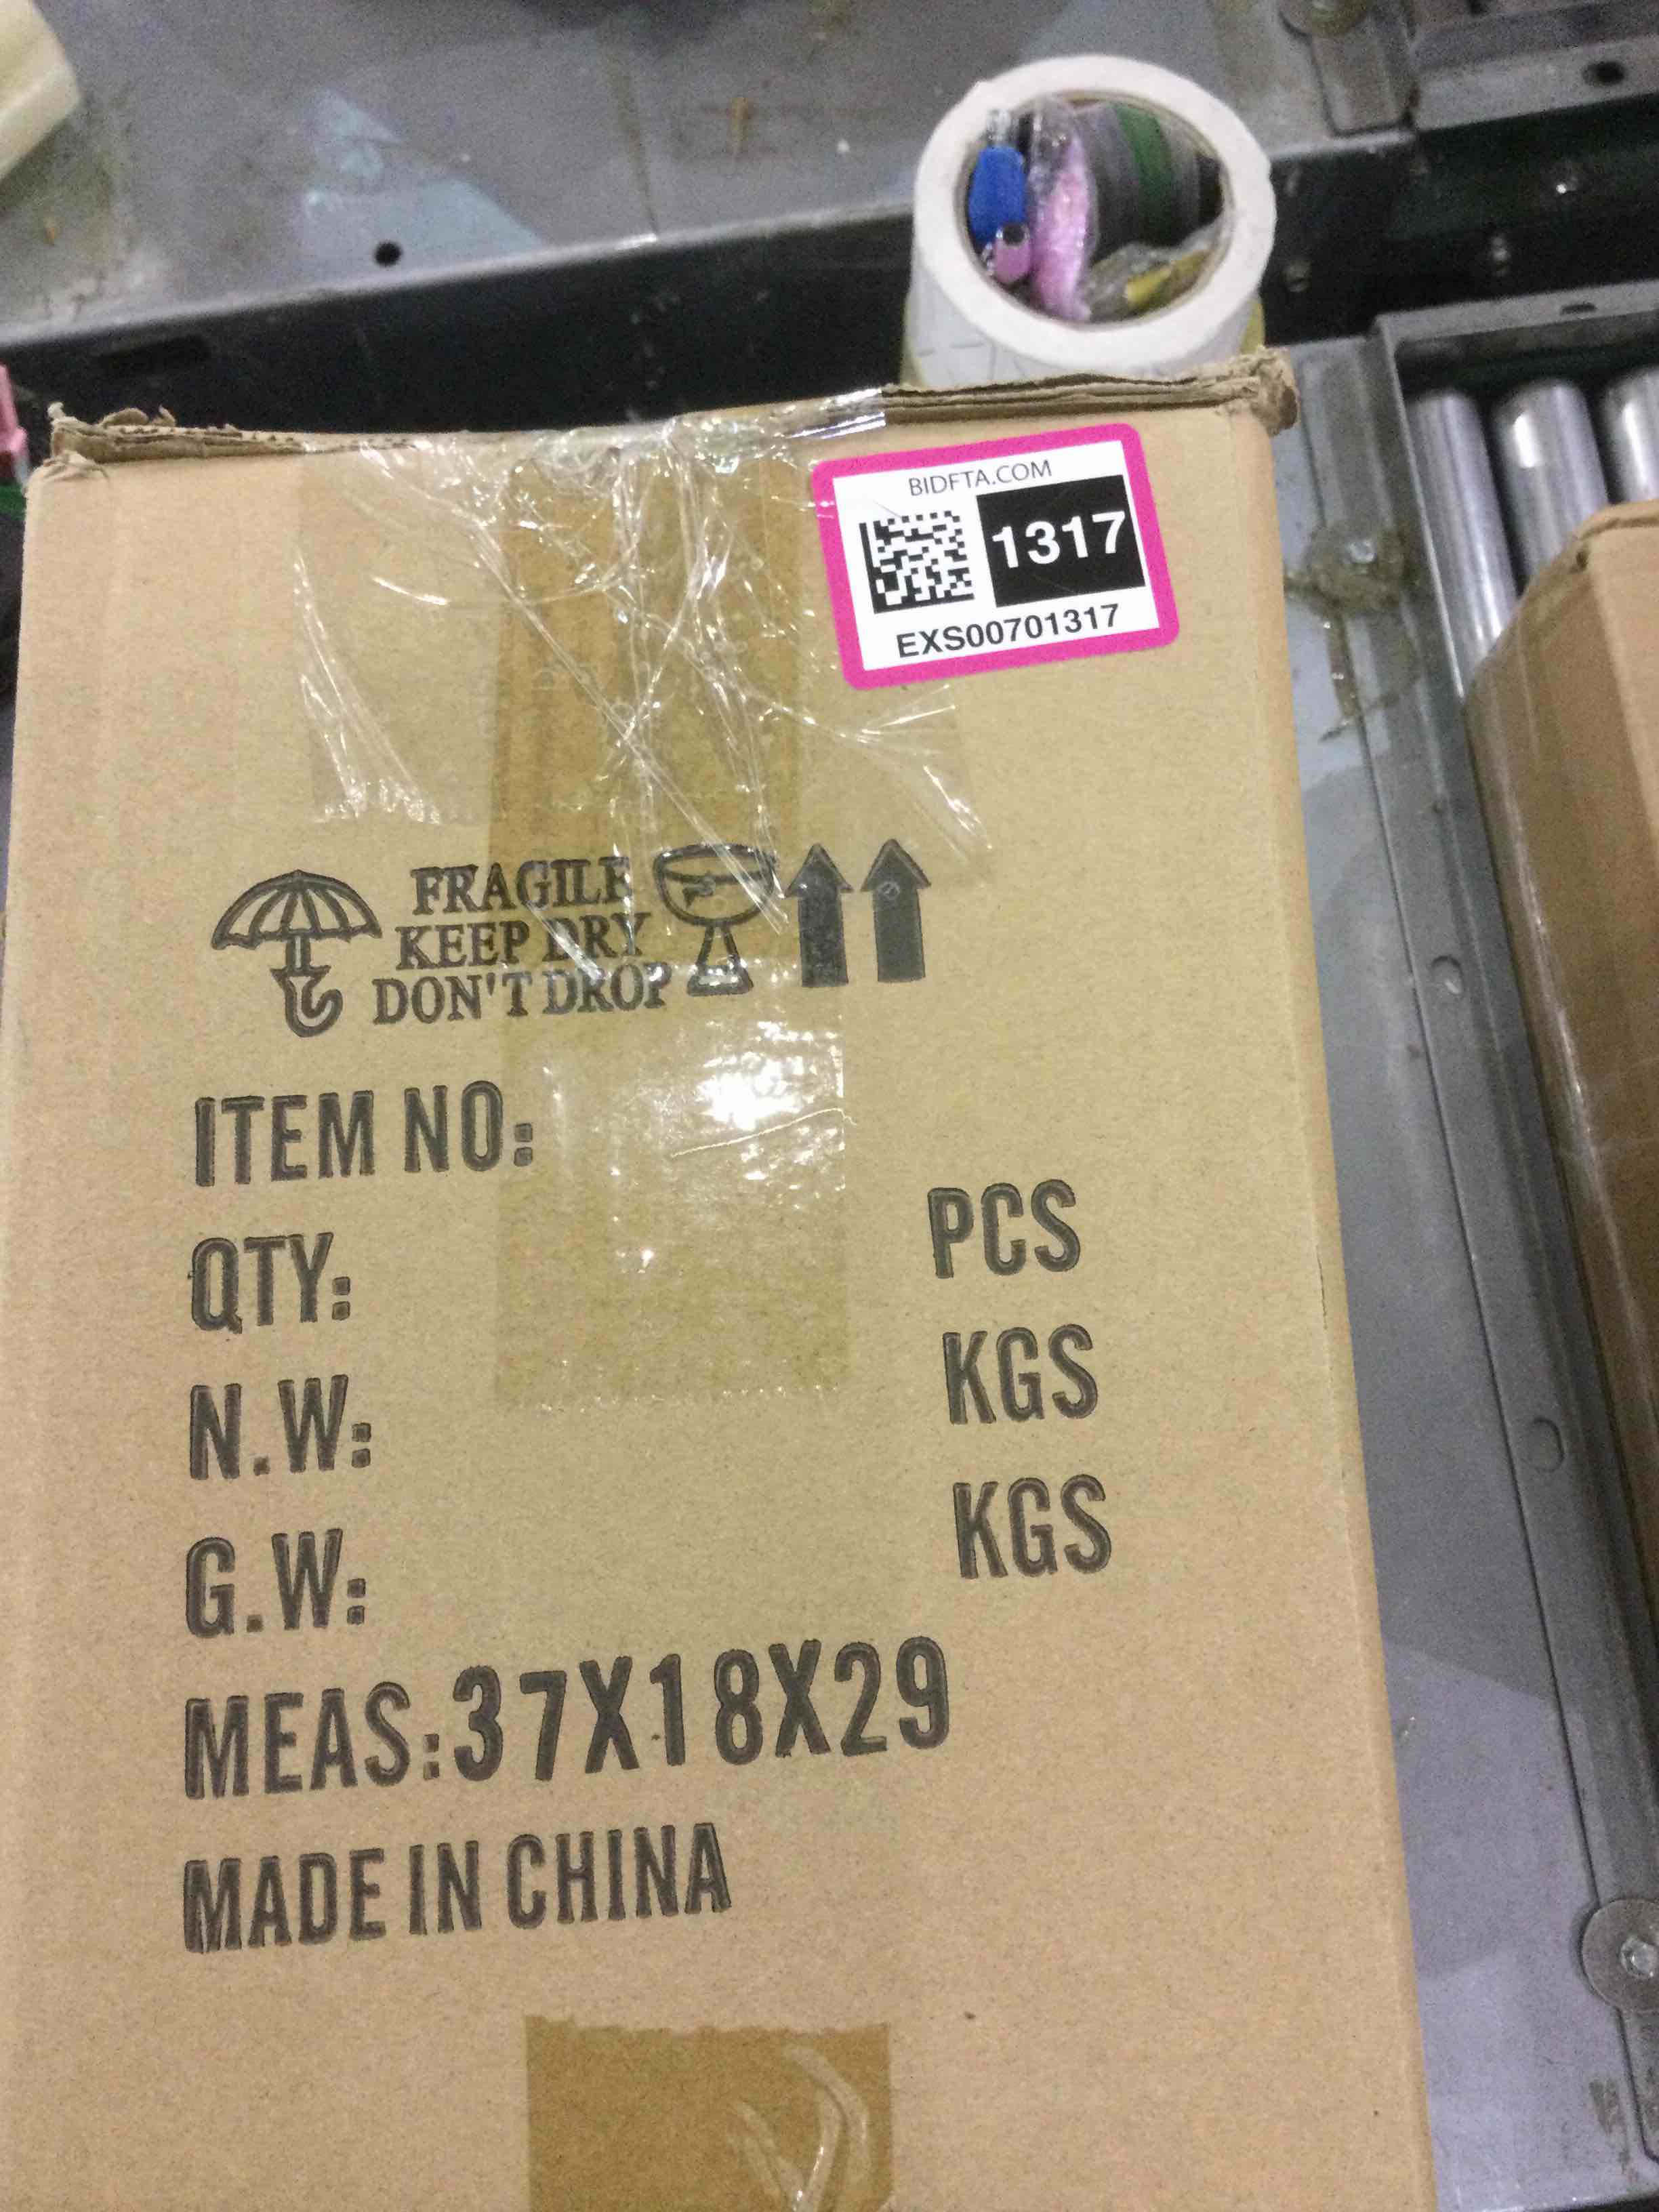 BIDFTA.COM
1317
EXS00701317
FRAGILE
KEEP DRY
DON'T DROP
ITEM NO:
QTY: PCS
N.W: KGS
G.W: KGS
MEAS:37X18X29
MADE IN CHINA